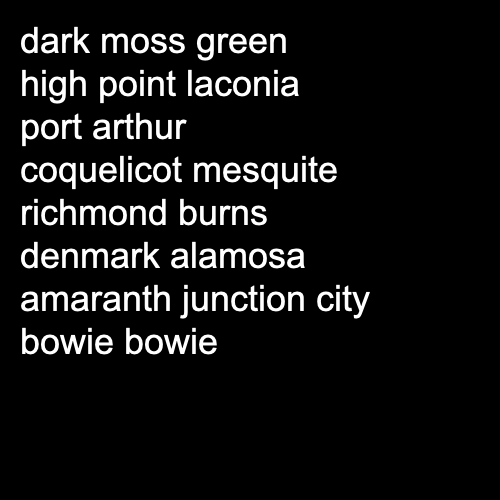 dark moss green
high point laconia
port arthur
coquelicot mesquite
richmond burns
denmark alamosa
amaranth junction city
bowie bowie